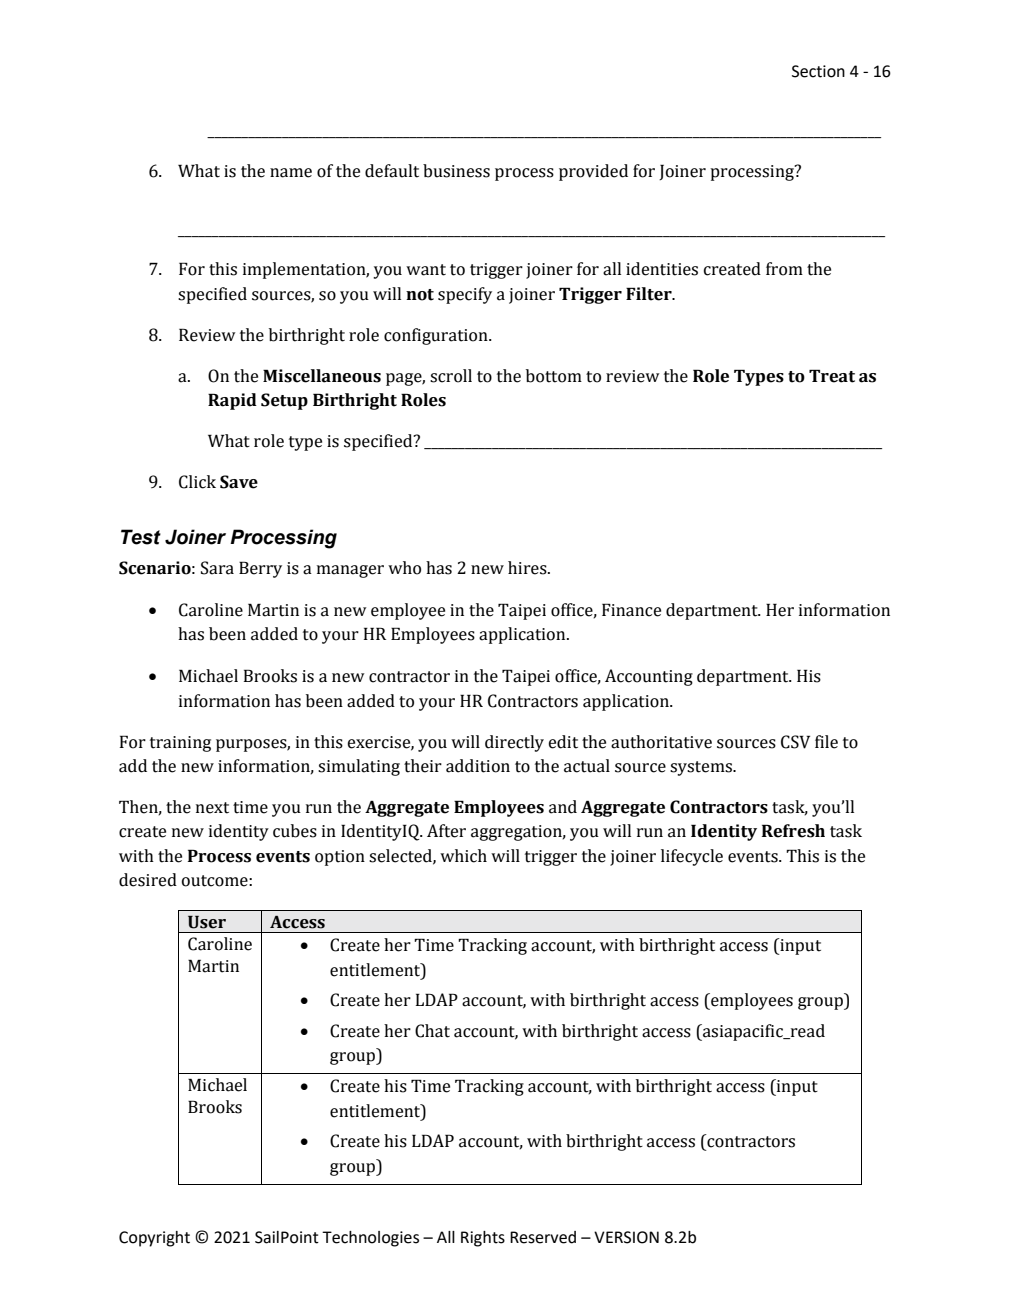 Section 4 - 16
6. What is the name of the default business process provided for Joiner processing?
7. For this implementation, you want to trigger joiner for all identities created from the
specified sources, so you will not specify a joiner Trigger Filter.
8. Review the birthright role configuration.
a. On the Miscellaneous page, scroll to the bottom to review the Role Types to Treat as
Rapid Setup Birthright Roles
What role type is specified? ____________________
9. Click Save
Test Joiner Processing
Scenario: Sara Berry is a manager who has 2 new hires.
• Caroline Martin is a new employee in the Taipei office, Finance department. Her information
has been added to your HR Employees application.
• Michael Brooks is a new contractor in the Taipei office, Accounting department. His
information has been added to your HR Contractors application.
For training purposes, in this exercise, you will directly edit the authoritative sources CSV file to
add the new information, simulating their addition to the actual source systems.
Then, the next time you run the Aggregate Employees and Aggregate Contractors task, you’ll
create new identity cubes in IdentityIQ. After aggregation, you will run an Identity Refresh task
with the Process events option selected, which will trigger the joiner lifecycle events. This is the
desired outcome:
User Access
Caroline
Martin
• Create her Time Tracking account, with birthright access (input
entitlement)
• Create her LDAP account, with birthright access (employees group)
• Create her Chat account, with birthright access (asiapacific_read
group)
Michael
Brooks
• Create his Time Tracking account, with birthright access (input
entitlement)
• Create his LDAP account, with birthright access (contractors
group)
Copyright © 2021 SailPoint Technologies – All Rights Reserved – VERSION 8.2b